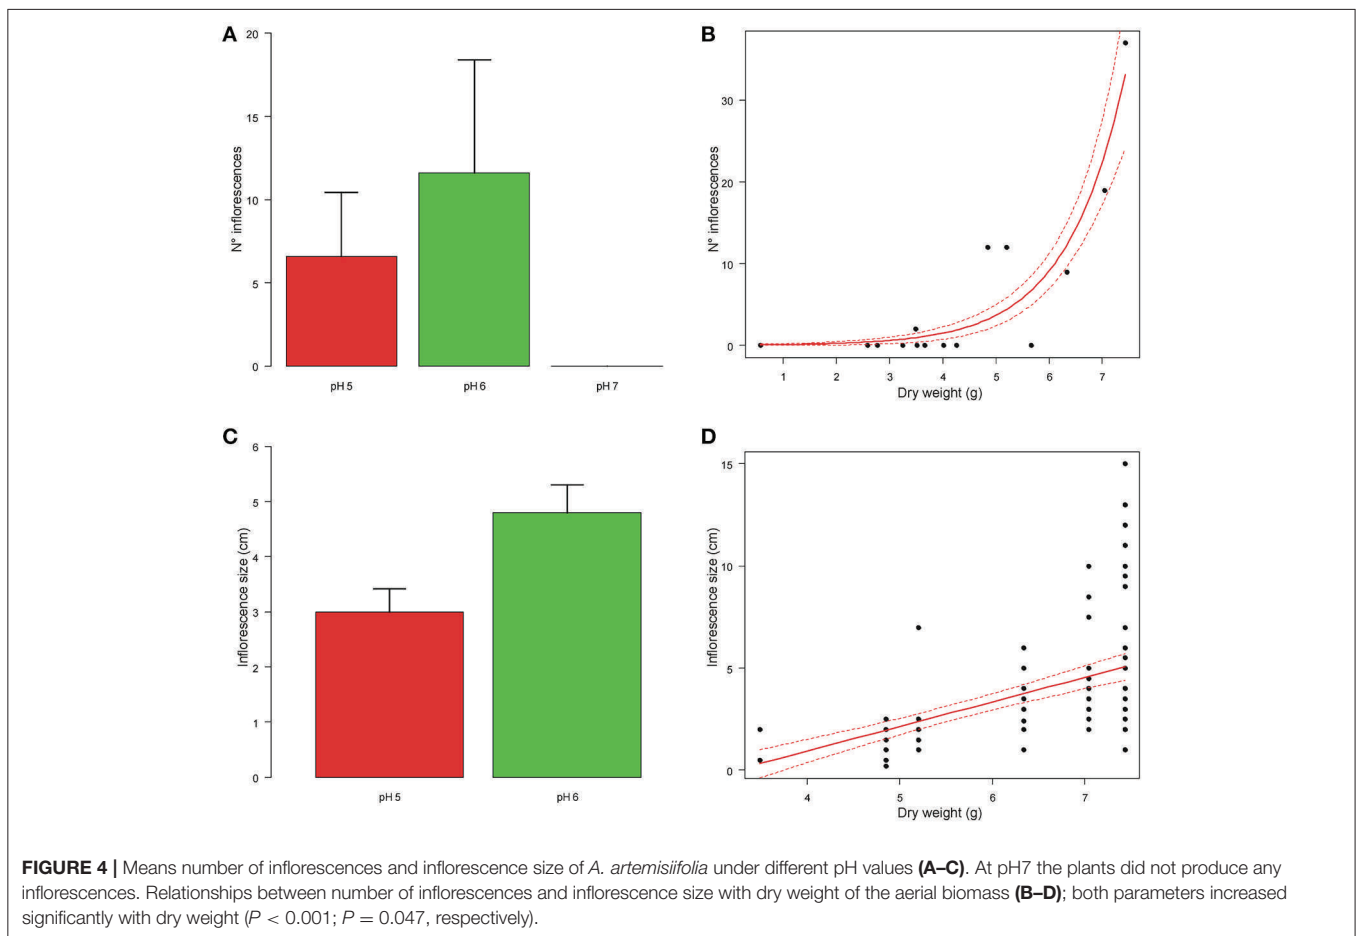 A
20
15
10
5
0
N° inflorescences
pH 5
pH 6
pH 7
B
30
20
10
0
N° inflorescences
1 2 3 4 5 6 7
Dry weight (g)
C
6
5
4
3
2
1
0
Inflorescence size (cm)
pH 5
pH 6
D
15
10
5
0
Inflorescence size (cm)
4 5 6 7
Dry weight (g)
FIGURE 4 | Means number of inflorescences and inflorescence size of A. artemisiifolia under different pH values (A–C). At pH7 the plants did not produce any
inflorescences. Relationships between number of inflorescences and inflorescence size with dry weight of the aerial biomass (B–D); both parameters increased
significantly with dry weight (P < 0.001; P = 0.047, respectively).